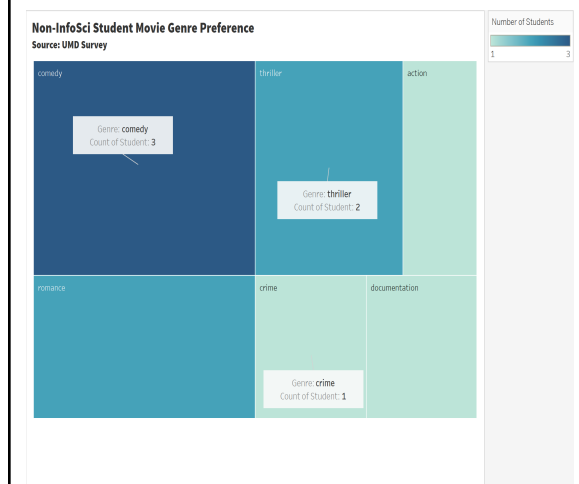 Non-InfoSci Student Movie Genre Preference
Source: UMD Survey
Number of Students
1 3
comedy
thriller
action
Genre: comedy
Count of Student: 3
Genre: thriller
Count of Student: 2
romance
crime
documentation
Genre: crime
Count of Student: 1